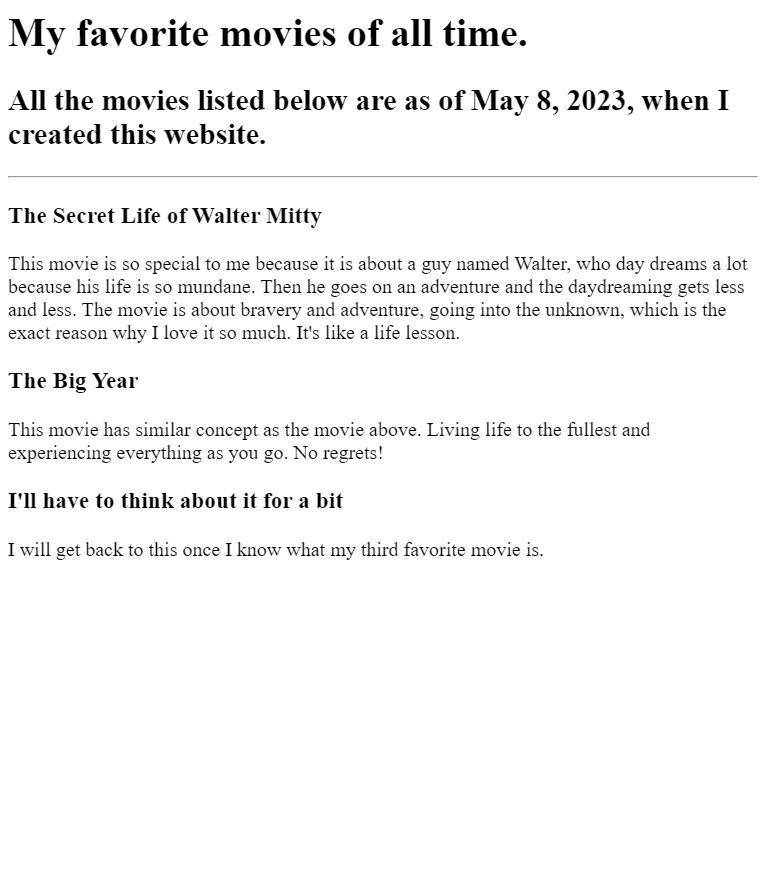 My favorite movies of all time.
All the movies listed below are as of May 8, 2023, when I
created this website.
The Secret Life of Walter Mitty
This movie is so special to me because it is about a guy named Walter, who day dreams a lot
because his life is so mundane. Then he goes on an adventure and the daydreaming gets less
and less. The movie is about bravery and adventure, going into the unknown, which is the
exact reason why I love it so much. It's like a life lesson.
The Big Year
This movie has similar concept as the movie above. Living life to the fullest and
experiencing everything as you go. No regrets!
I'll have to think about it for a bit
I will get back to this once I know what my third favorite movie is.